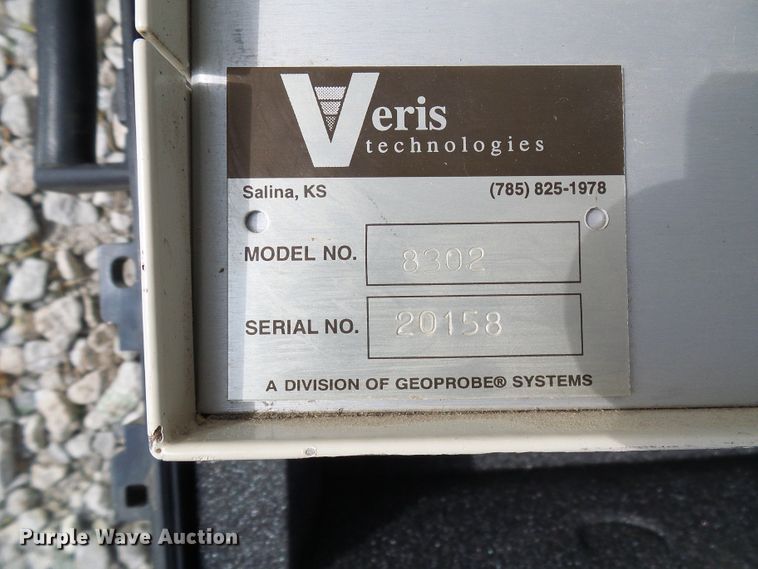 Veris
technologies
Salina, KS (785) 825-1978
MODEL NO. 8302
SERIAL NO. 20158
A DIVISION OF GEOPROBE® SYSTEMS
Purple Wave Auction